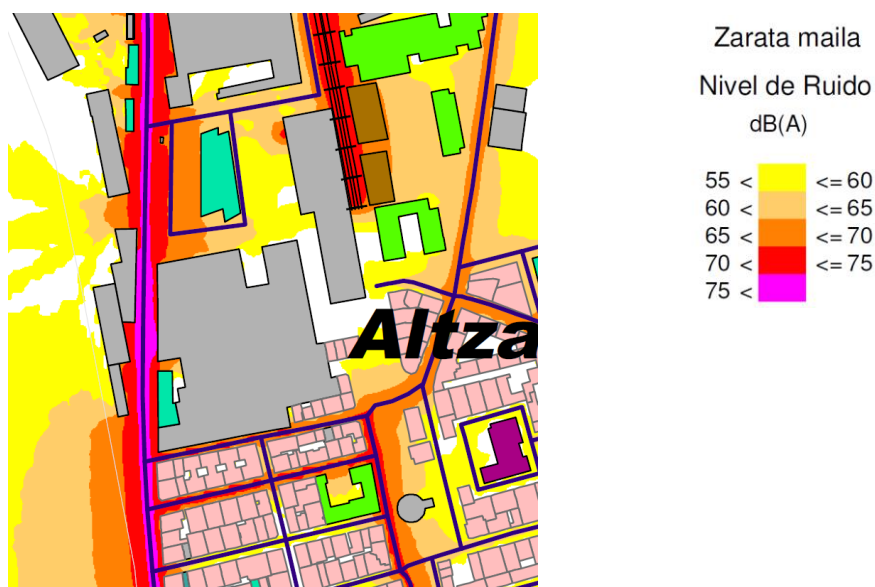 Altza
Zarata maila
Nivel de Ruido
dB(A)
55 < <= 60
60 < <= 65
65 < <= 70
70 < <= 75
75 <